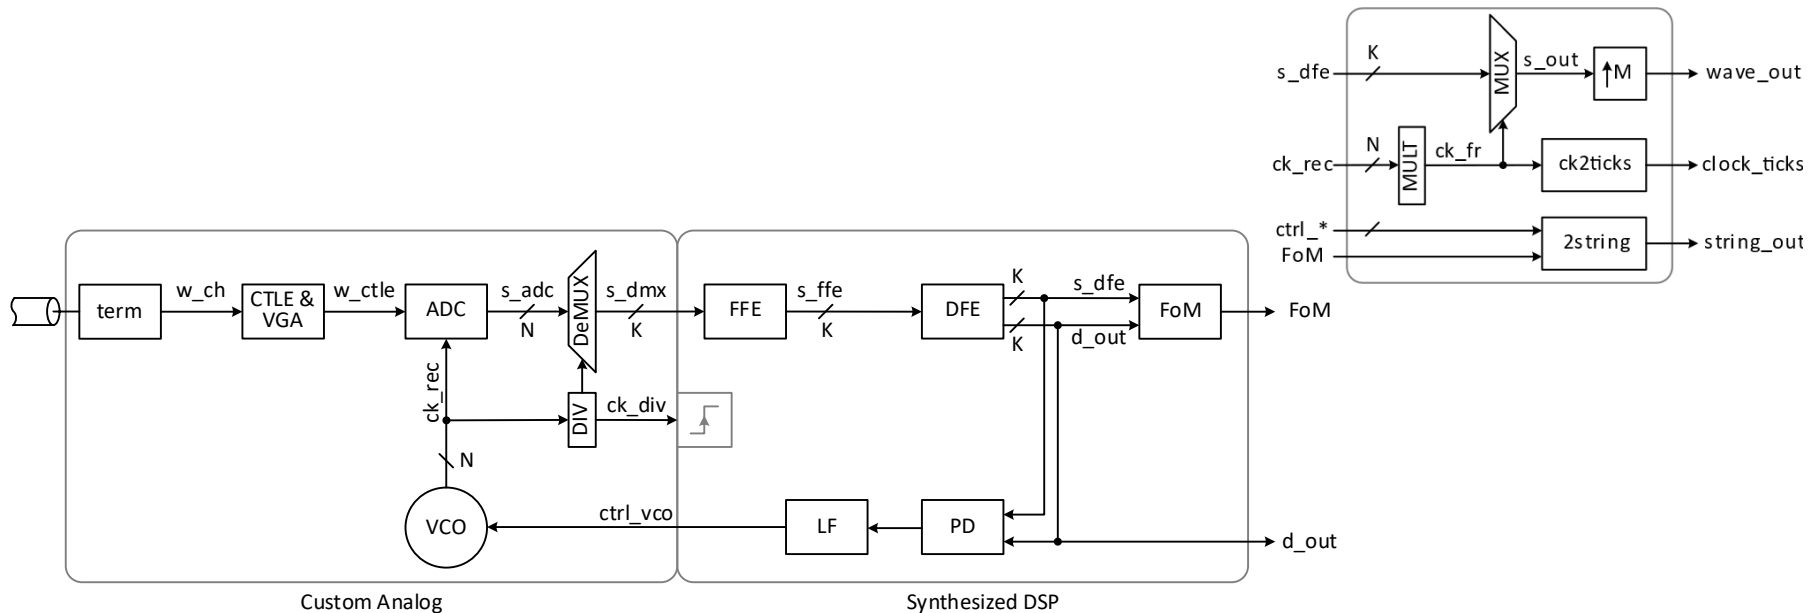 K
s_dfe
MUX
s_out
↑M
wave_out
N
ck_rec
MULT
ck_fr
ck2ticks
clock_ticks
ctrl_*
FoM
2string
string_out
term
w_ch
CTLE &
VGA
w_ctle
ADC
s_adc
N
DeMUX
s_dmx
K
FFE
s_ffe
K
DFE
K
s_dfe
K
d_out
FoM
FoM
ck_rec
DIV
ck_div
N
VCO
ctrl_vco
LF
PD
d_out
Custom Analog
Synthesized DSP